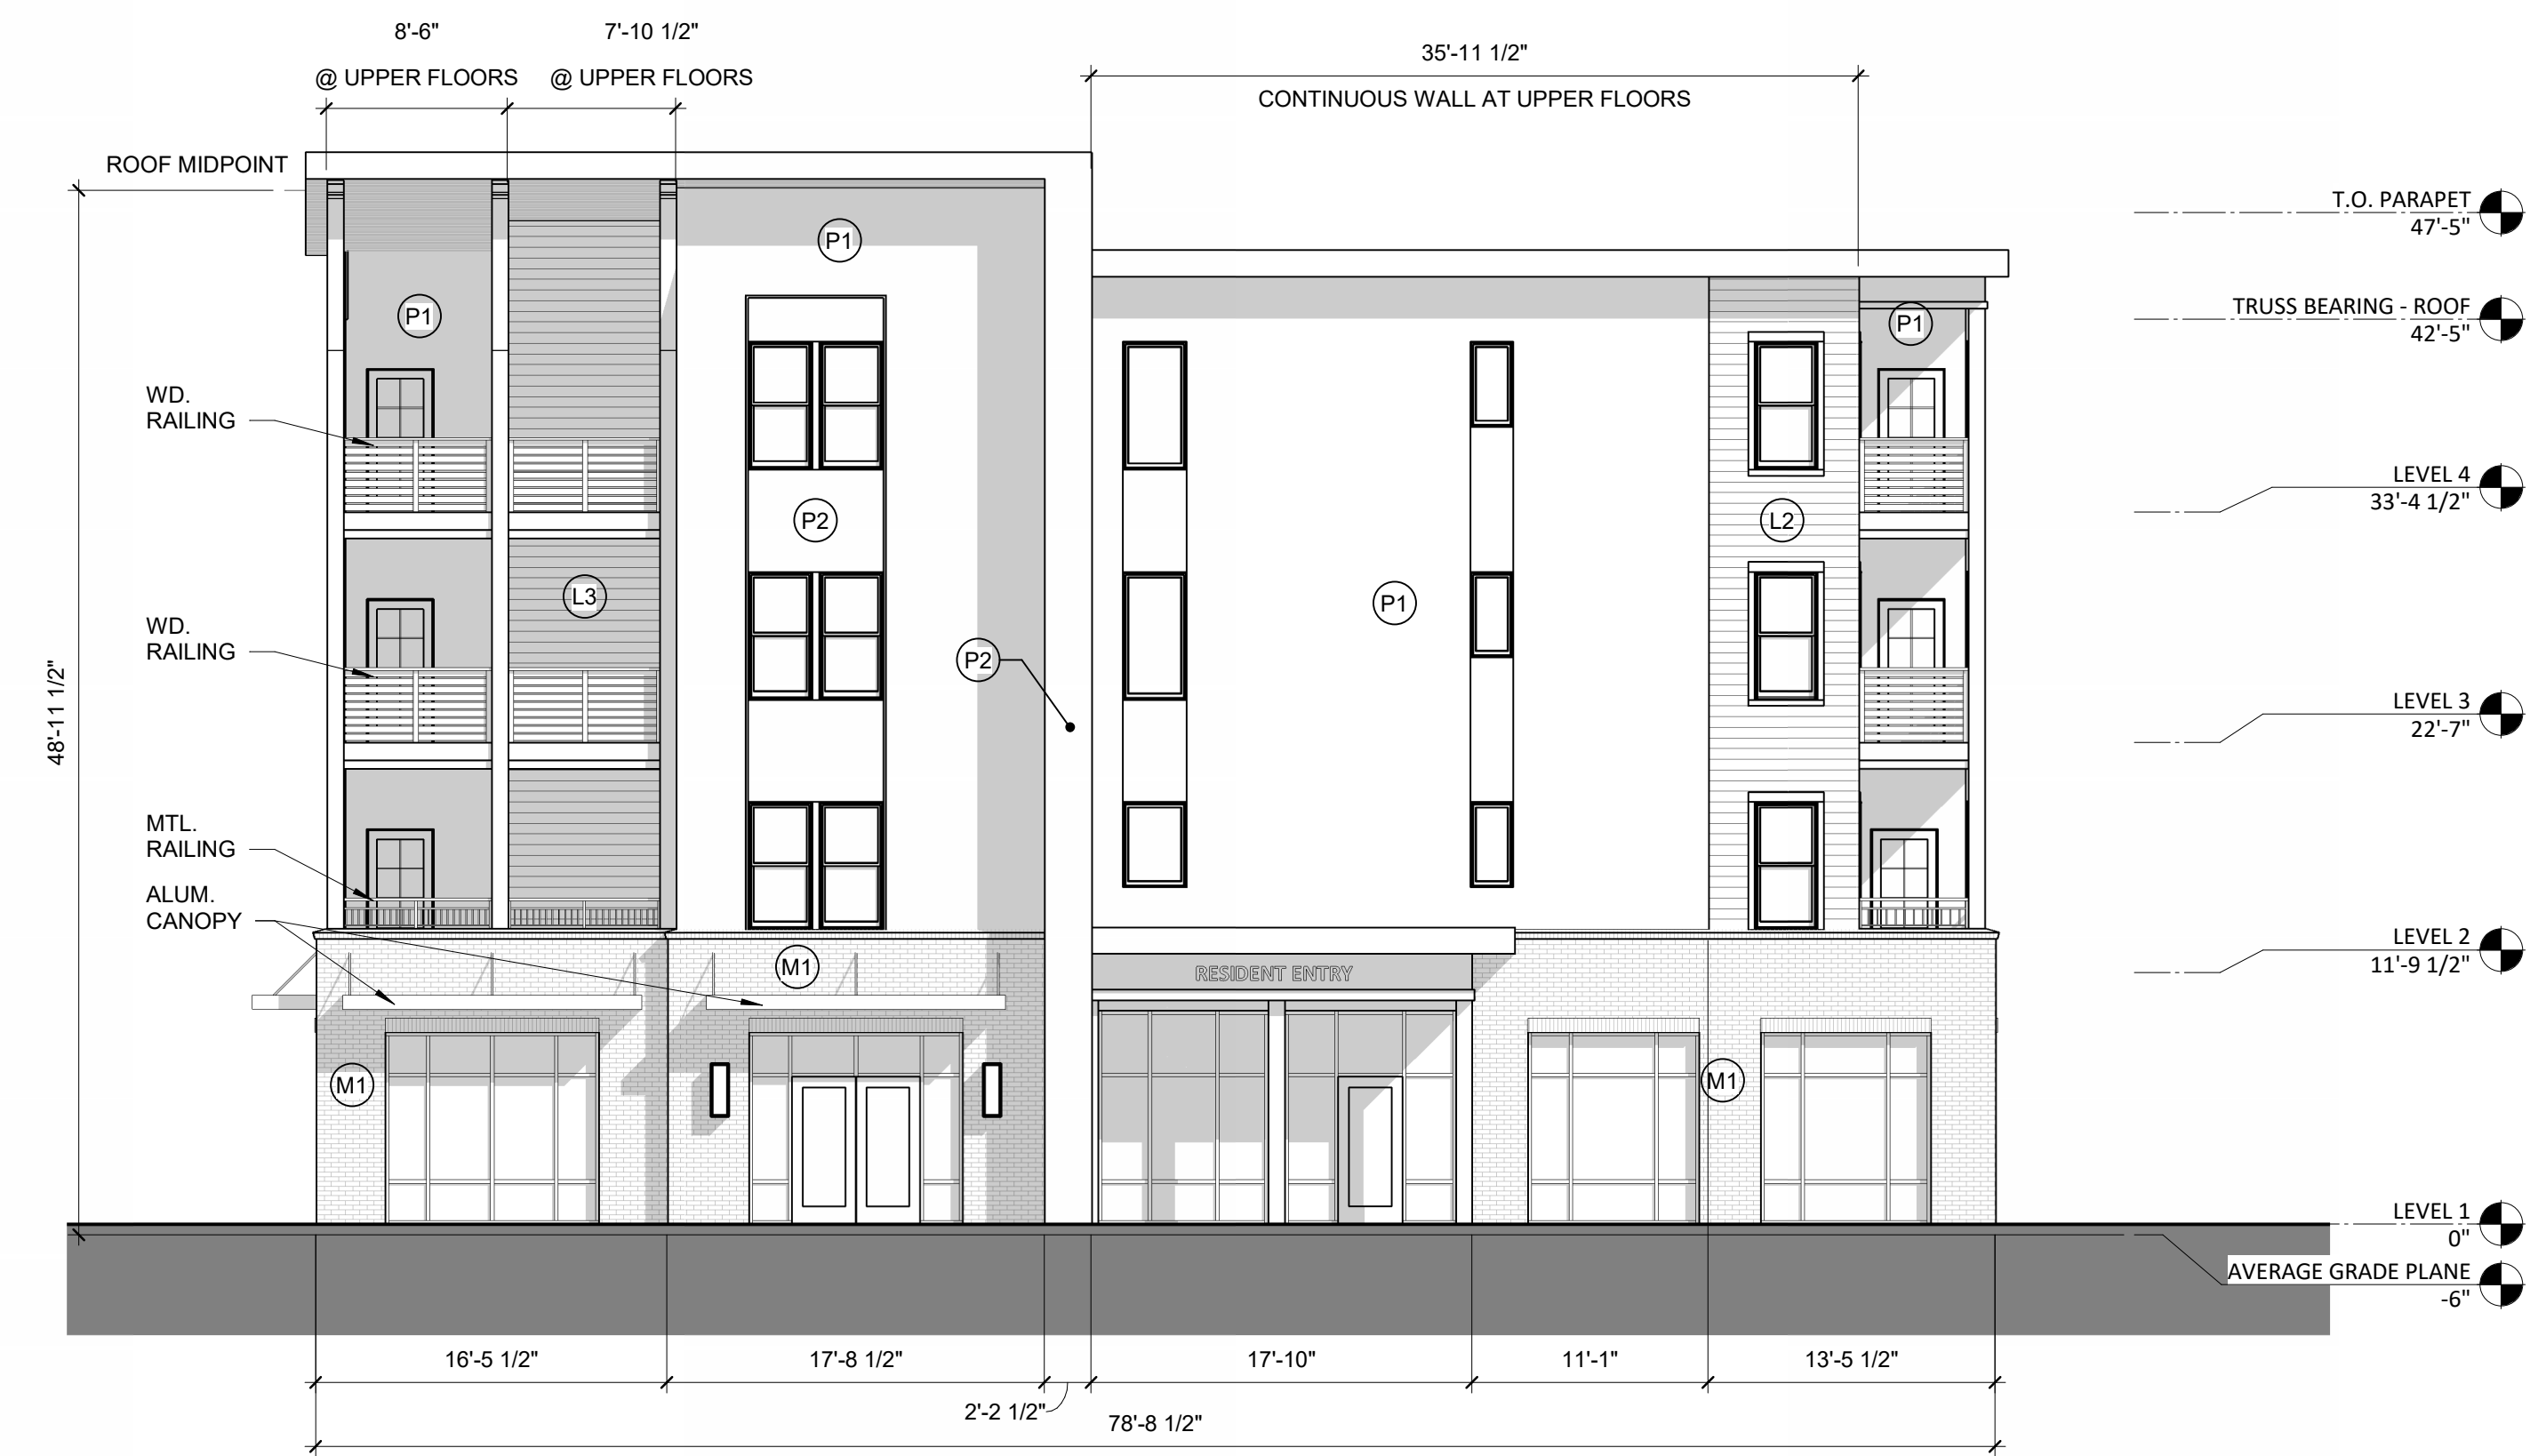 8'-6"
@ UPPER FLOORS
7'-10 1/2"
@ UPPER FLOORS
35'-11 1/2"
CONTINUOUS WALL AT UPPER FLOORS
ROOF MIDPOINT
T.O. PARAPET
47'-5"
P1
TRUSS BEARING - ROOF
42'-5"
P1
P1
WD.
RAILING
LEVEL 4
33'-4 1/2"
P2
L2
L3
P1
WD.
RAILING
P2
48'-11 1/2"
LEVEL 3
22'-7"
MTL.
RAILING
ALUM.
CANOPY
LEVEL 2
11'-9 1/2"
M1
RESIDENT ENTRY
M1
M1
LEVEL 1
0"
AVERAGE GRADE PLANE
-6"
16'-5 1/2"
17'-8 1/2"
17'-10"
11'-1"
13'-5 1/2"
2'-2 1/2"
78'-8 1/2"